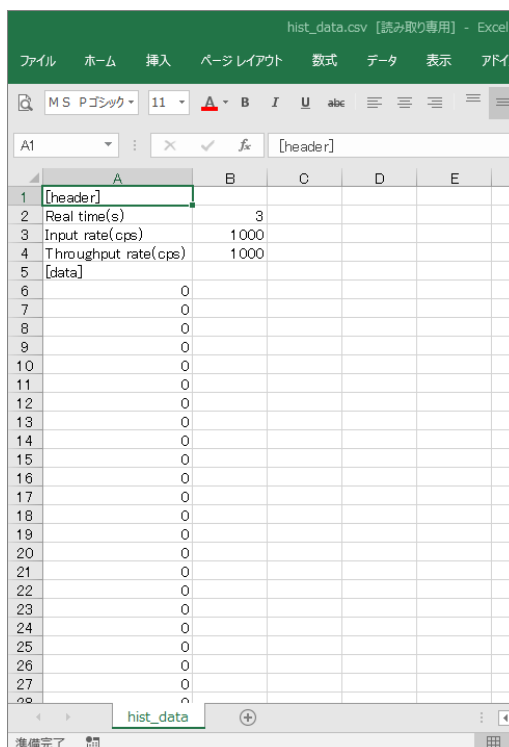 hist_data.csv [読み取り専用] - Excel
ファイル ホーム 挿入 ページ レイアウト 数式 データ 表示 アドイ
ＭＳ Ｐゴシック 11 A B I U abc
A1 fx [header]
A B C D E
1 [header]
2 Real time(s) 3
3 Input rate(cps) 1000
4 Throughput rate(cps) 1000
5 [data]
6 0
7 0
8 0
9 0
10 0
11 0
12 0
13 0
14 0
15 0
16 0
17 0
18 0
19 0
20 0
21 0
22 0
23 0
24 0
25 0
26 0
27 0
28 0
hist_data
準備完了